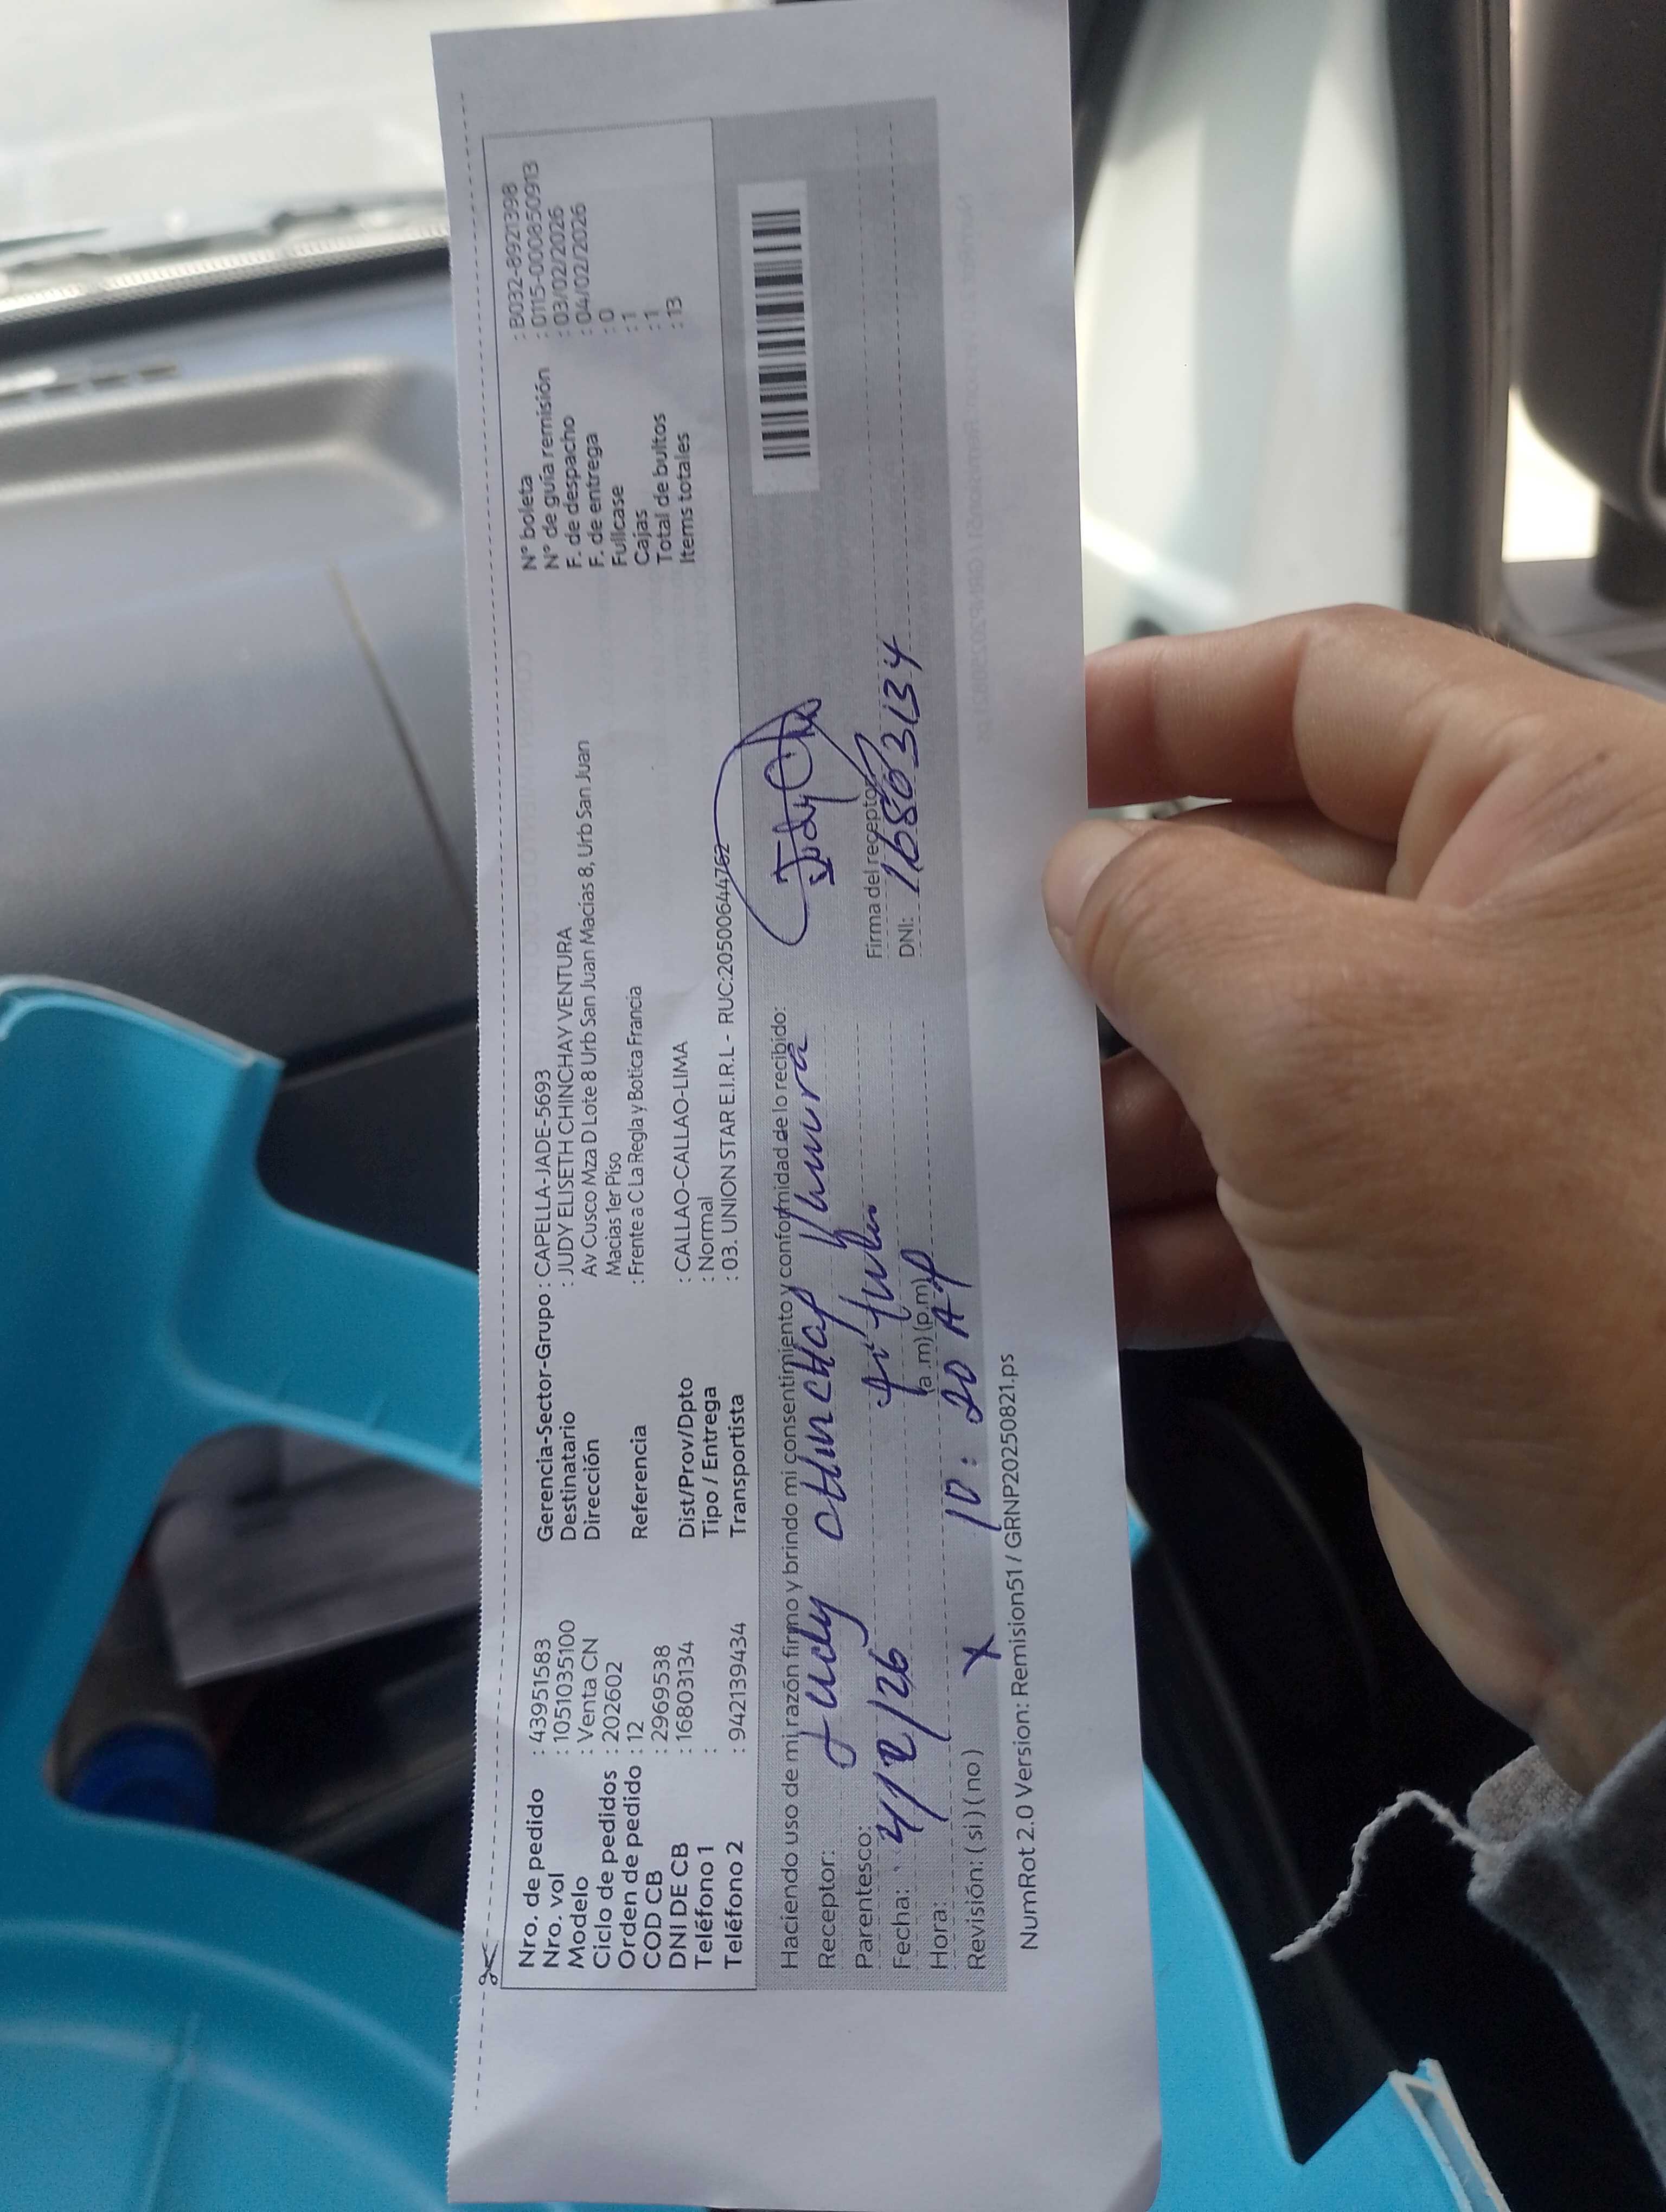 Nro. de pedido : 43951583
Nro. vol : 1051035100
Modelo : Venta CN
Ciclo de pedidos : 202602
Orden de pedido : 12
COD CB : 2969538
DNI DE CB : 16803134
Teléfono 1 :
Teléfono 2 : 942139434
Gerencia-Sector-Grupo : CAPELLA-JADE-5693
Destinatario : JUDY ELISETH CHINCHAY VENTURA
Dirección Av Cusco Mza D Lote 8 Urb San Juan Macias 8, Urb San Juan
Macias 1er Piso
Referencia : Frente a C La Regla y Botica Francia
Dist/Prov/Dpto : CALLAO-CALLAO-LIMA
Tipo / Entrega : Normal
Transportista : 03. UNION STAR E.I.R.L - RUC:20500644762
N° boleta : B032-8921398
N° de guía remisión : 0115-0000850913
F. de despacho : 03/02/2026
F. de entrega : 04/02/2026
Fullcase : 0
Cajas : 1
Total de bultos : 1
Items totales : 13
Haciendo uso de mi razón firmo y brindo mi consentimiento y conformidad de lo recibido:
Receptor: Judy CHINCHAY
Parentesco:
Fecha: 4/2/26
Hora: (a.m) (p.m)
10:20
Revisión: (si) (no) X
Judy
Firma del receptor
DNI: 16803134
NumRot 2.0 Version: Remision51 / GRNP20250821.ps